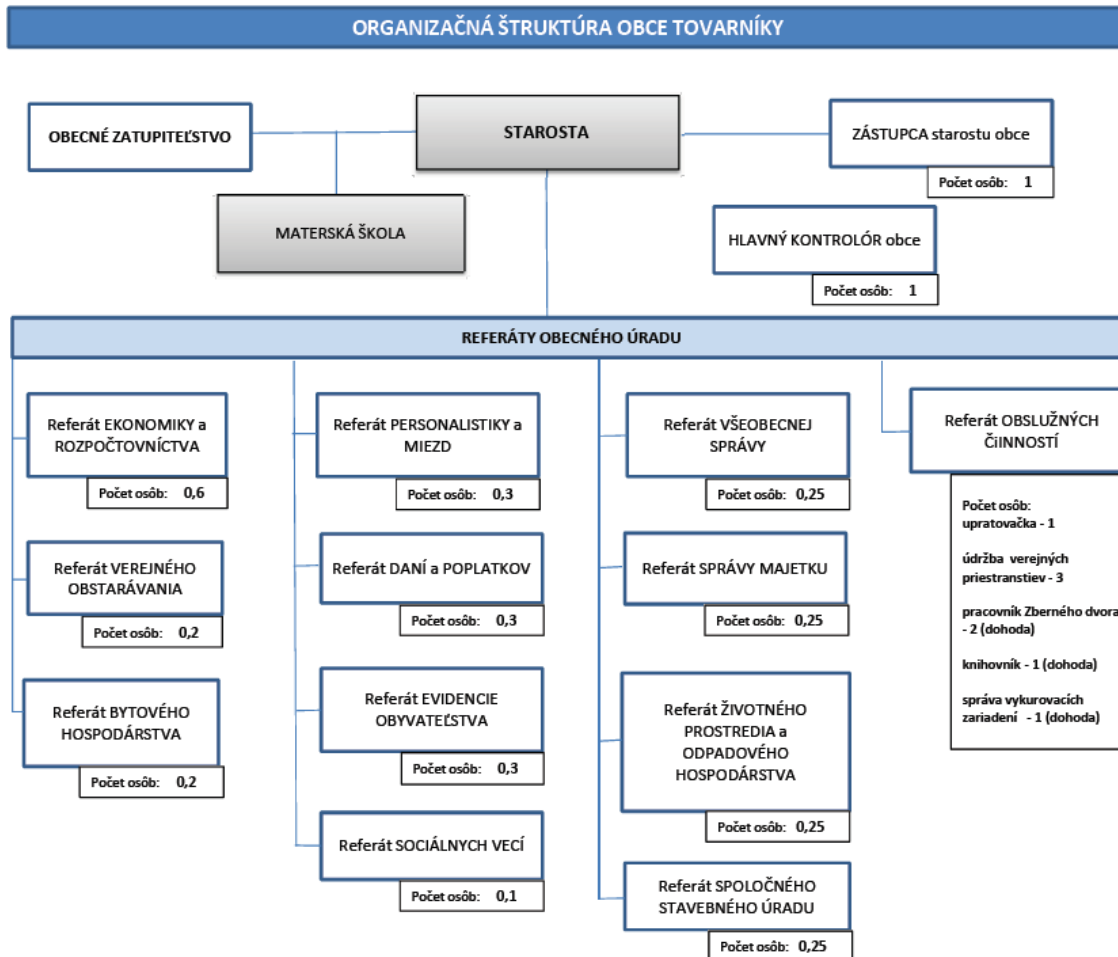 ORGANIZAČNÁ ŠTRUKTÚRA OBCE TOVARNÍKY
OBECNÉ ZATUPITEĽSTVO
STAROSTA
ZÁSTUPCA starostu obce
Počet osôb: 1
MATERSKÁ ŠKOLA
HLAVNÝ KONTROLÓR obce
Počet osôb: 1
REFERÁTY OBECNÉHO ÚRADU
Referát EKONOMIKY a
ROZPOČTOVNÍCTVA
Počet osôb: 0,6
Referát VEREJNÉHO
OBSTARÁVANIA
Počet osôb: 0,2
Referát BYTOVÉHO
HOSPODÁRSTVA
Počet osôb: 0,2
Referát PERSONALISTIKY a
MIEZD
Počet osôb: 0,3
Referát DANÍ a POPLATKOV
Počet osôb: 0,3
Referát EVIDENCIE
OBYVATEĽSTVA
Počet osôb: 0,3
Referát SOCIÁLNYCH VECÍ
Počet osôb: 0,1
Referát VŠEOBECNEJ
SPRÁVY
Počet osôb: 0,25
Referát SPRÁVY MAJETKU
Počet osôb: 0,25
Referát ŽIVOTNÉHO
PROSTREDIA a
ODPADOVÉHO
HOSPODÁRSTVA
Počet osôb: 0,25
Referát SPOLOČNÉHO
STAVEBNÉHO ÚRADU
Počet osôb: 0,25
Referát OBSLUŽNÝCH
ČiINNOSTÍ
Počet osôb:
upratovačka - 1
údržba verejných
priestranstiev - 3
pracovník Zberného dvora
- 2 (dohoda)
knihovník - 1 (dohoda)
správa vykurovacích
zariadení - 1 (dohoda)